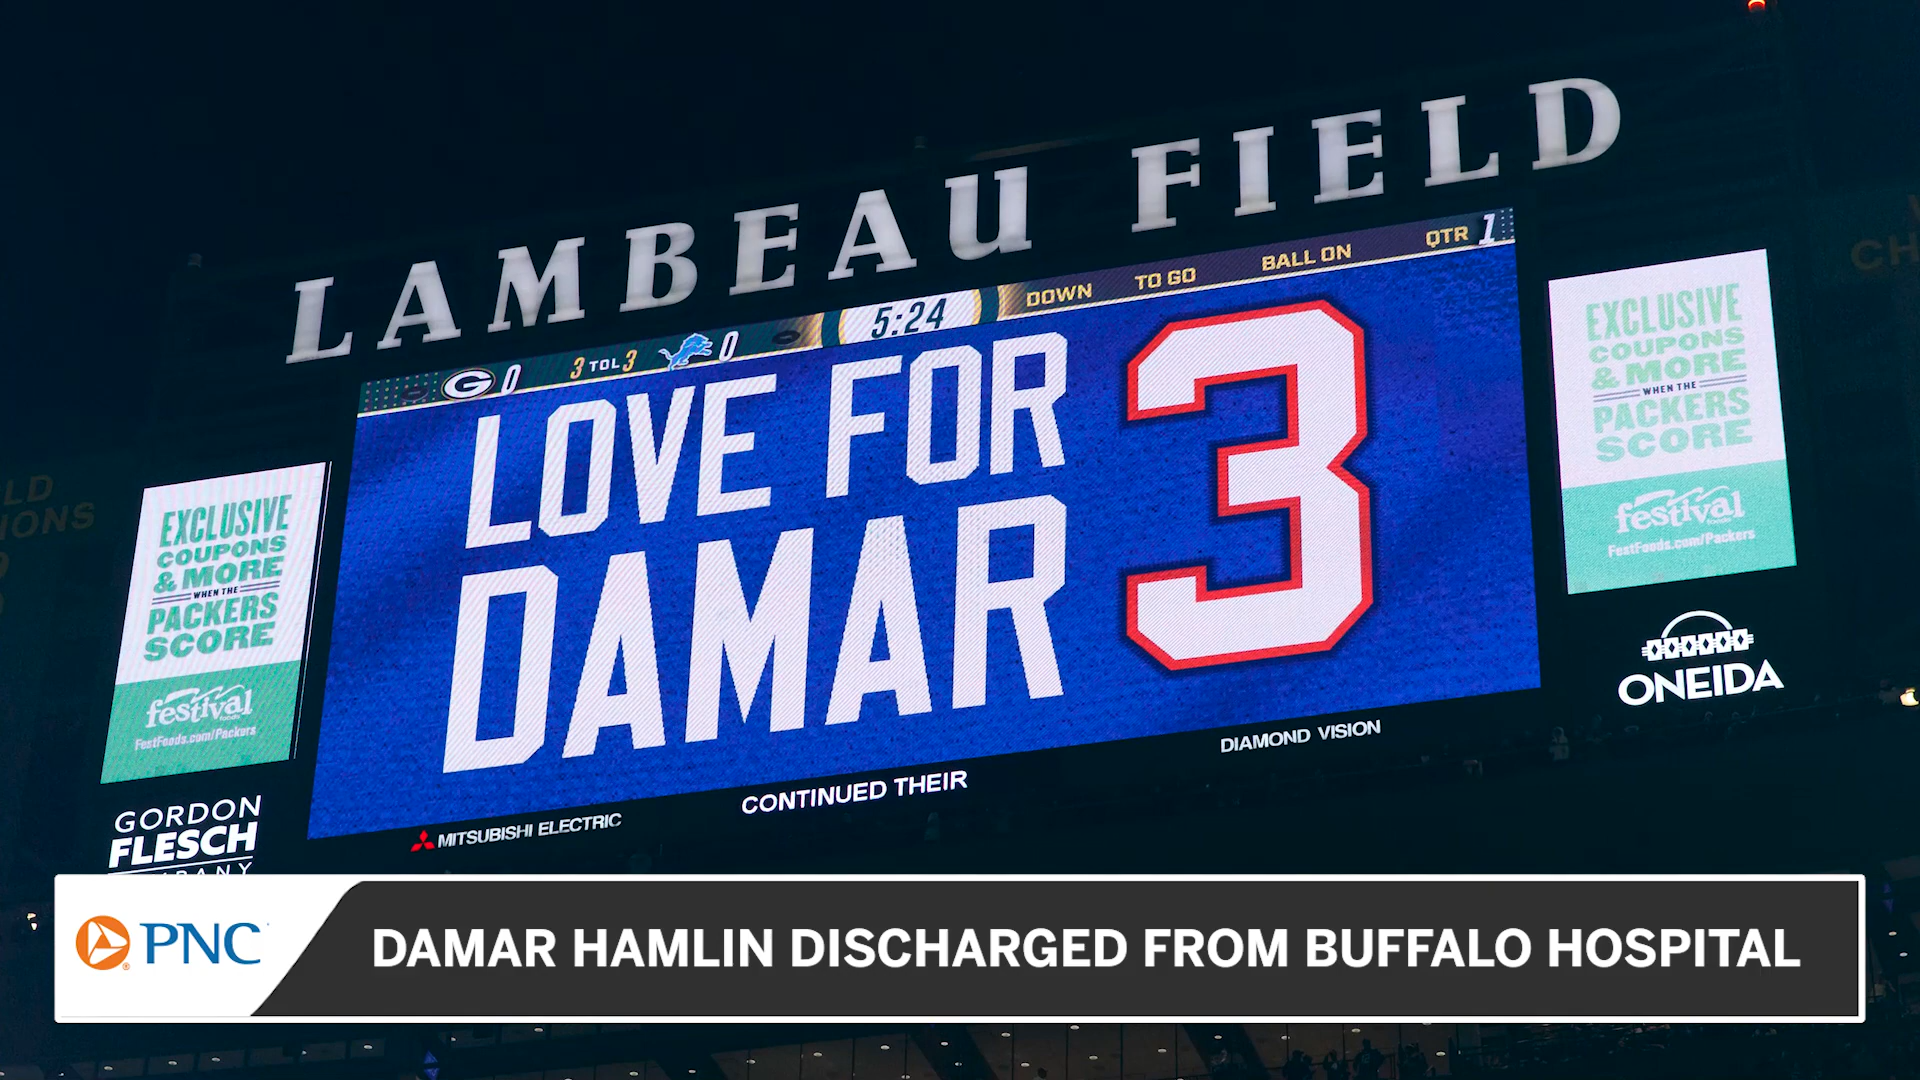 LAMBEAU FIELD
G 0 3 TOL 3 0 5:24 DOWN TO GO BALL ON QTR 1
LOVE FOR
DAMAR
3
EXCLUSIVE
COUPONS
& MORE
WHEN THE
PACKERS
SCORE
festival
foods
FestFoods.com/Packers
EXCLUSIVE
COUPONS
& MORE
WHEN THE
PACKERS
SCORE
festival
foods
FestFoods.com/Packers
ONEIDA
GORDON
FLESCH
MITSUBISHI ELECTRIC
CONTINUED THEIR
DIAMOND VISION
PNC
DAMAR HAMLIN DISCHARGED FROM BUFFALO HOSPITAL